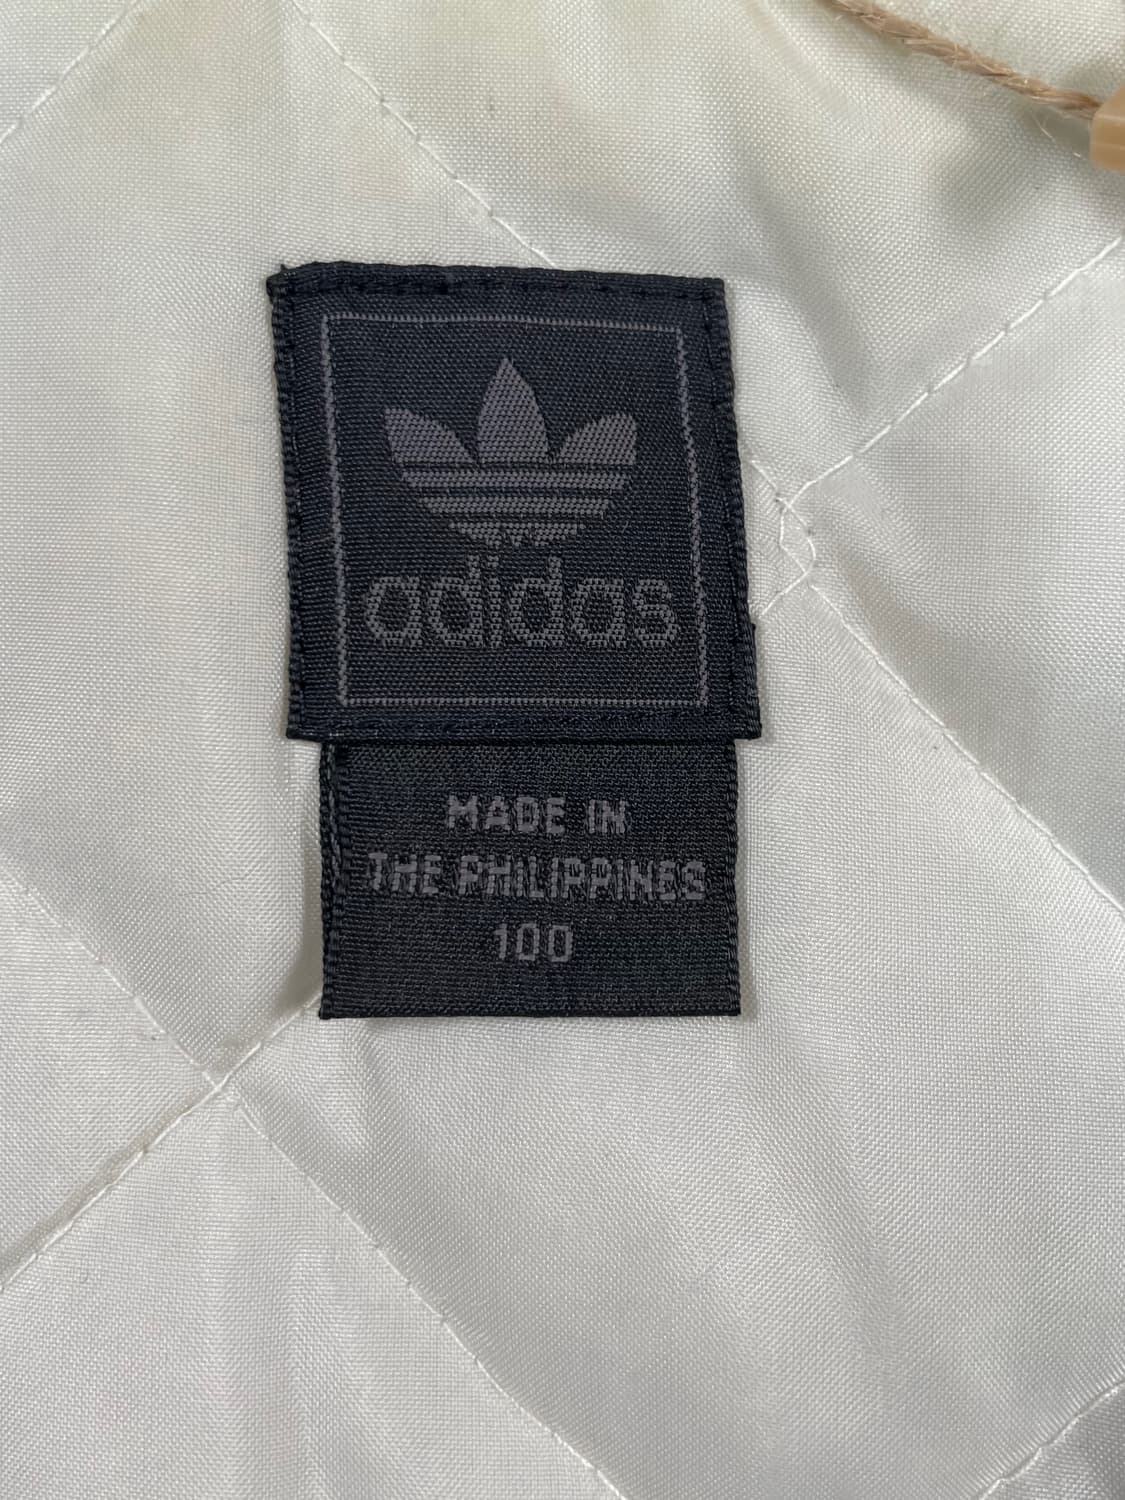 adidas
MADE IN
THE PHILIPPINES
100